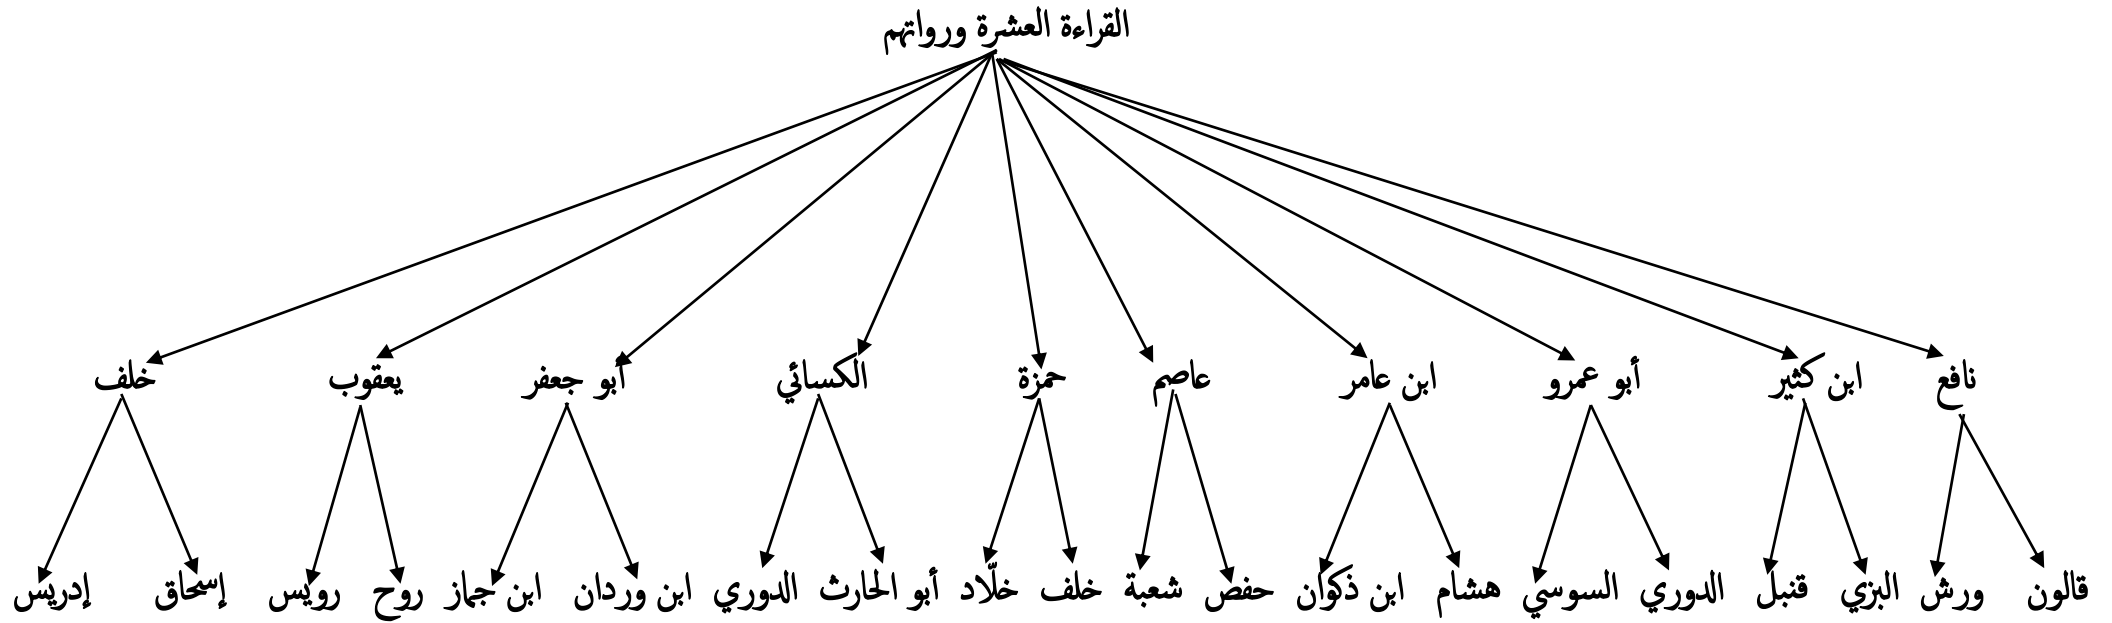 القراءة العشرة ورواتهم
نافع ابن كثير أبو عمرو ابن عامر عاصم حمزة الكسائي أبو جعفر يعقوب خلف
قالون ورش البزي قنبل الدوري السوسي هشام ابن ذكوان حفص شعبة خلف خلّاد أبو الحارث الدوري ابن وردان ابن جماز روح رويس إسحاق إدريس